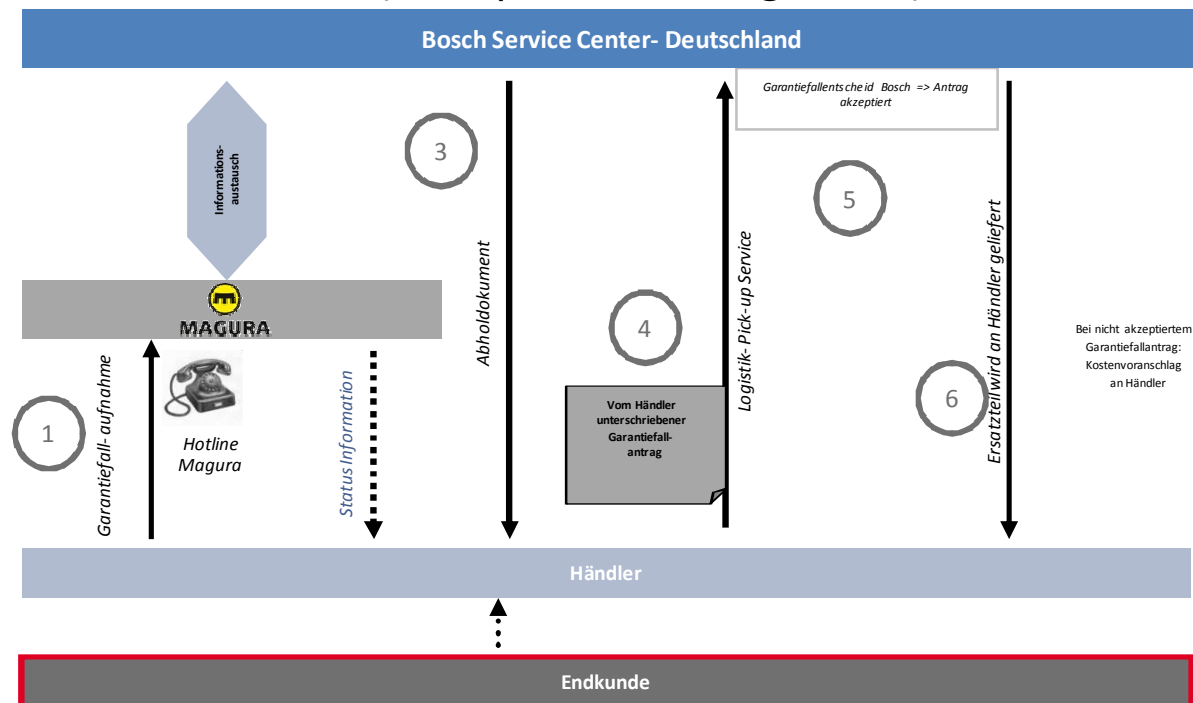 Bosch Service Center- Deutschland
Garantiefallentscheid Bosch => Antrag
akzeptiert
Informations-
austausch
3
5
MAGURA
1
Garantiefall- aufnahme
Hotline
Magura
Status Information
Abholdokument
4
Vom Händler
unterschriebener
Garantiefall-
antrag
Logistik- Pick-up Service
6
Ersatzteil wird an Händler geliefert
Bei nicht akzeptiertem
Garantiefallantrag:
Kostenvoranschlag
an Händler
Händler
Endkunde